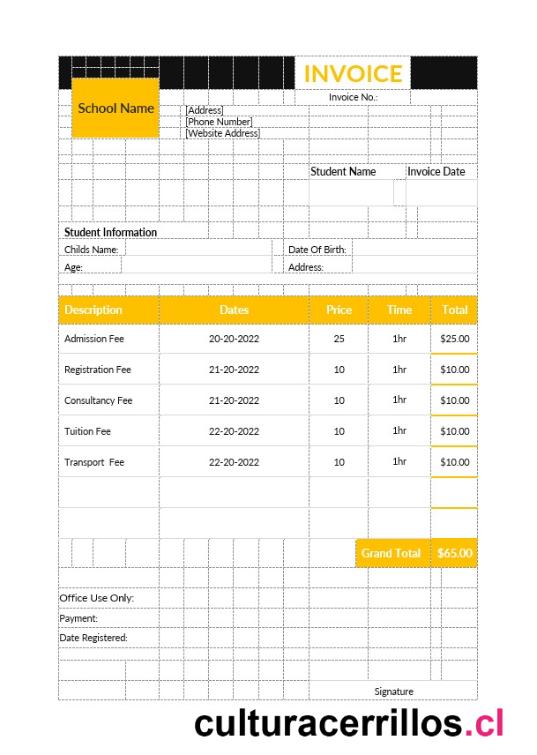 INVOICE
Invoice No.:
School Name
[Address]
[Phone Number]
[Website Address]
Student Name Invoice Date
Student Information
Childs Name: Date Of Birth:
Age: Address:
Description Dates Price Time Total
Admission Fee 20-20-2022 25 1hr $25.00
Registration Fee 21-20-2022 10 1hr $10.00
Consultancy Fee 21-20-2022 10 1hr $10.00
Tuition Fee 22-20-2022 10 1hr $10.00
Transport Fee 22-20-2022 10 1hr $10.00
Grand Total $65.00
Office Use Only:
Payment:
Date Registered:
Signature
culturacerrillos.cl